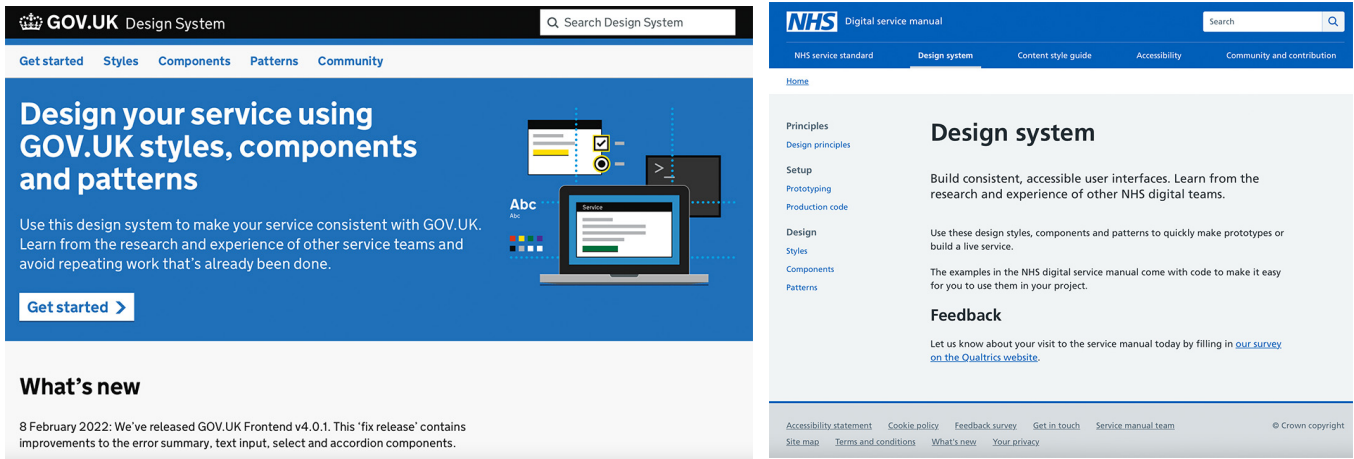 GOV.UK Design System
Search Design System
Get started Styles Components Patterns Community
Design your service using
GOV.UK styles, components
and patterns
Use this design system to make your service consistent with GOV.UK.
Learn from the research and experience of other service teams and
avoid repeating work that's already been done.
Get started
Abc
Abc
Service
>_
What's new
8 February 2022: We've released GOV.UK Frontend v4.0.1. This 'fix release' contains
improvements to the error summary, text input, select and accordion components.
NHS Digital service manual
Search
NHS service standard Design system Content style guide Accessibility Community and contribution
Home
Principles
Design principles
Setup
Prototyping
Production code
Design
Styles
Components
Patterns
Design system
Build consistent, accessible user interfaces. Learn from the
research and experience of other NHS digital teams.
Use these design styles, components and patterns to quickly make prototypes or
build a live service.
The examples in the NHS digital service manual come with code to make it easy
for you to use them in your project.
Feedback
Let us know about your visit to the service manual today by filling in our survey
on the Qualtrics website.
Accessibility statement Cookie policy Feedback survey Get in touch Service manual team © Crown copyright
Site map Terms and conditions What's new Your privacy